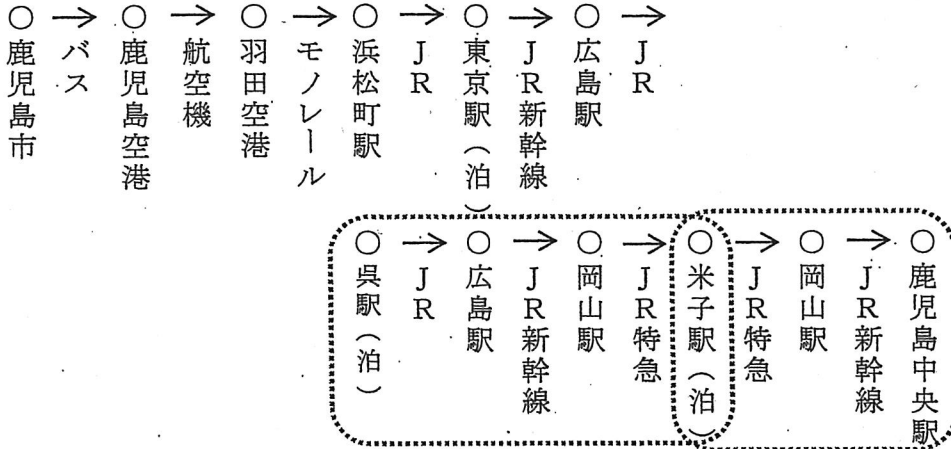 ○鹿児島市
→バス
○鹿児島空港
→航空機
○羽田空港
→モノレール
○浜松町駅
→JR
○東京駅（泊）
→JR新幹線
○広島駅
→JR
○呉駅（泊）
→JR
○広島駅
→JR新幹線
○岡山駅
→JR特急
○米子駅（泊）
→JR特急
○岡山駅
→JR新幹線
○鹿児島中央駅